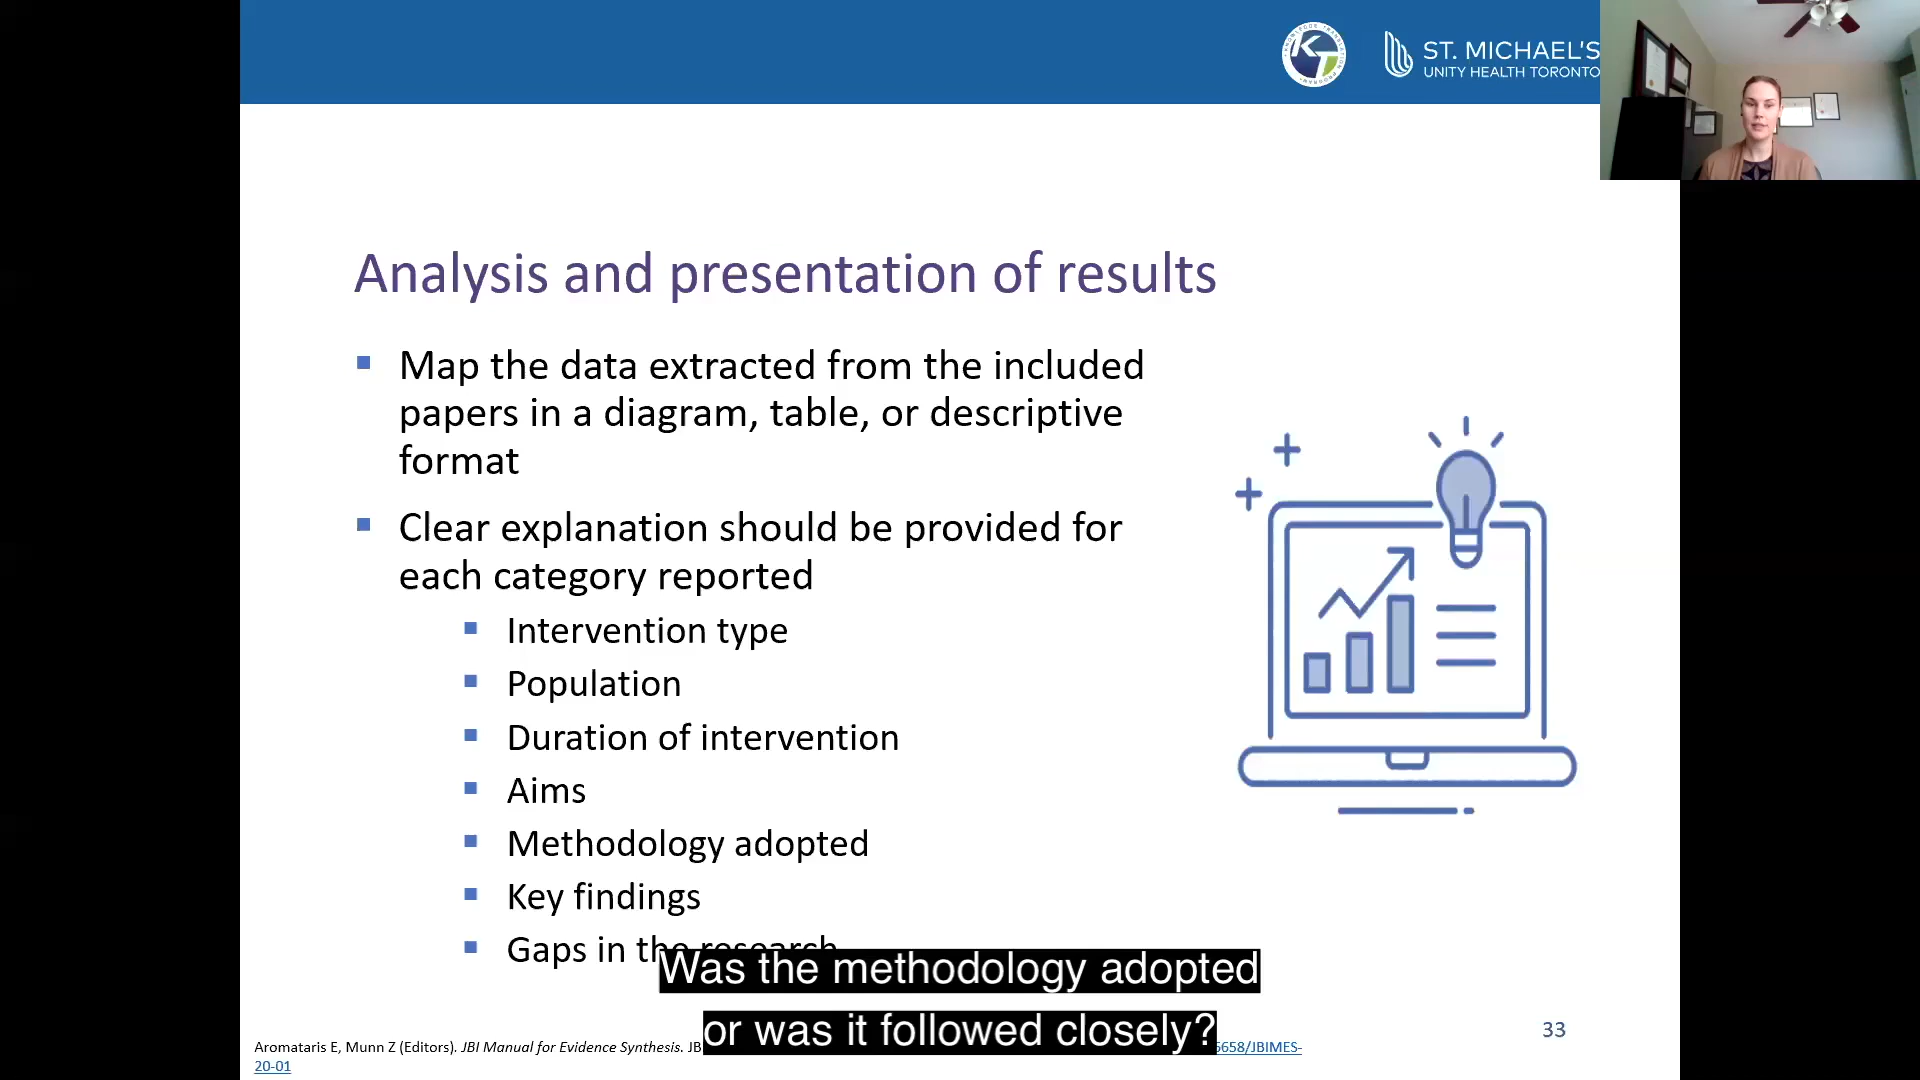 ST. MICHAEL'S
UNITY HEALTH TORONTO
Analysis and presentation of results
Map the data extracted from the included
papers in a diagram, table, or descriptive
format
Clear explanation should be provided for
each category reported
Intervention type
Population
Duration of intervention
Aims
Methodology adopted
Key findings
Gaps in the research
Was the methodology adopted
or was it followed closely?
33
Aromataris E, Munn Z (Editors). JBI Manual for Evidence Synthesis. JB
5658/JBIMES-
20-01